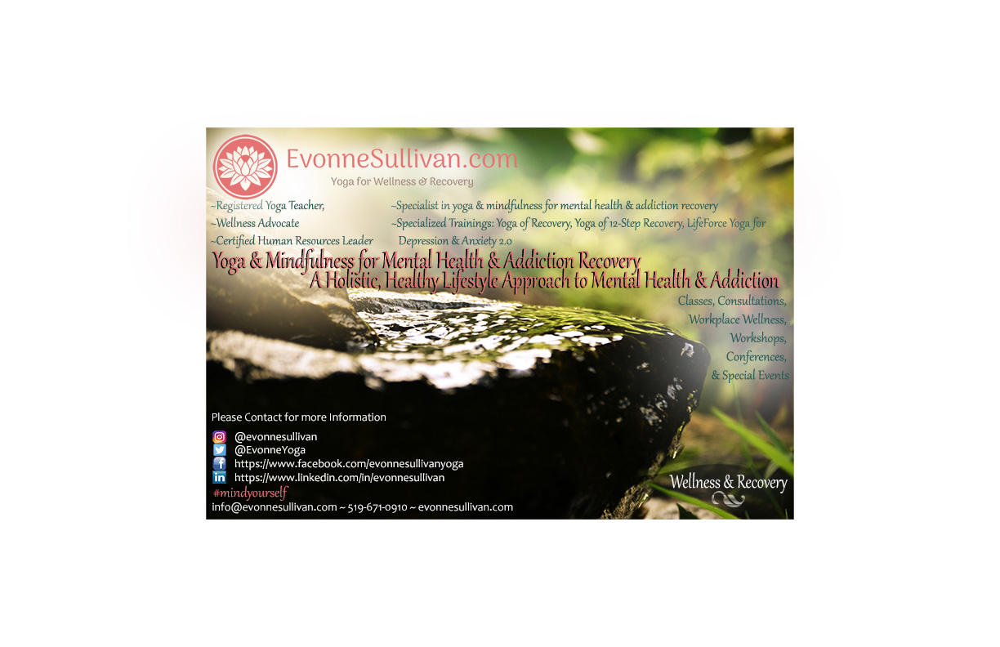 EvonneSullivan.com
Yoga for Wellness & Recovery
~Registered Yoga Teacher,
~Wellness Advocate
~Certified Human Resources Leader
~Specialist in yoga & mindfulness for mental health & addiction recovery
~Specialized Trainings: Yoga of Recovery, Yoga of 12-Step Recovery, LifeForce Yoga for
Depression & Anxiety 2.0
Yoga & Mindfulness for Mental Health & Addiction Recovery
A Holistic, Healthy Lifestyle Approach to Mental Health & Addiction
Classes, Consultations,
Workplace Wellness,
Workshops,
Conferences,
& Special Events
Please Contact for more Information
@evonnesullivan
@EvonneYoga
https://www.facebook.com/evonnesullivanyoga
https://www.linkedin.com/in/evonnesullivan
#mindyourself
info@evonnesullivan.com ~ 519-671-0910 ~ evonnesullivan.com
Wellness & Recovery